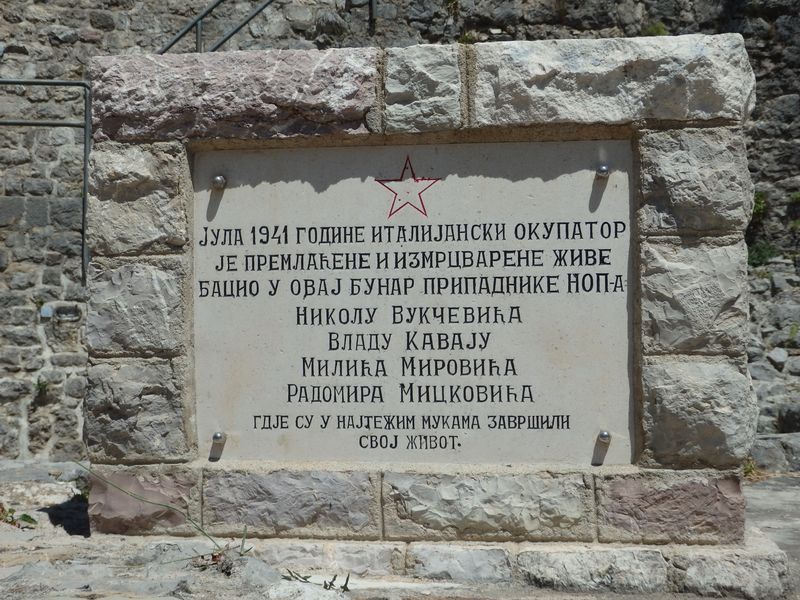 ЈУЛА 1941 ГОДИНЕ ИТАЛИЈАНСКИ ОКУПАТОР
ЈЕ ПРЕМЛАЋЕНЕ И ИЗМРЦВАРЕНЕ ЖИВЕ
БАЦИО У ОВАЈ БУНАР ПРИПАДНИКЕ НОП-А
НИКОЛУ ВУКЧЕВИЋА
ВЛАДУ КАВАЈУ
МИЛИЋА МИРОВИЋА
РАДОМИРА МИЦКОВИЋА
ГДЈЕ СУ У НАЈТЕЖИМ МУКАМА ЗАВРШИЛИ
СВОЈ ЖИВОТ.